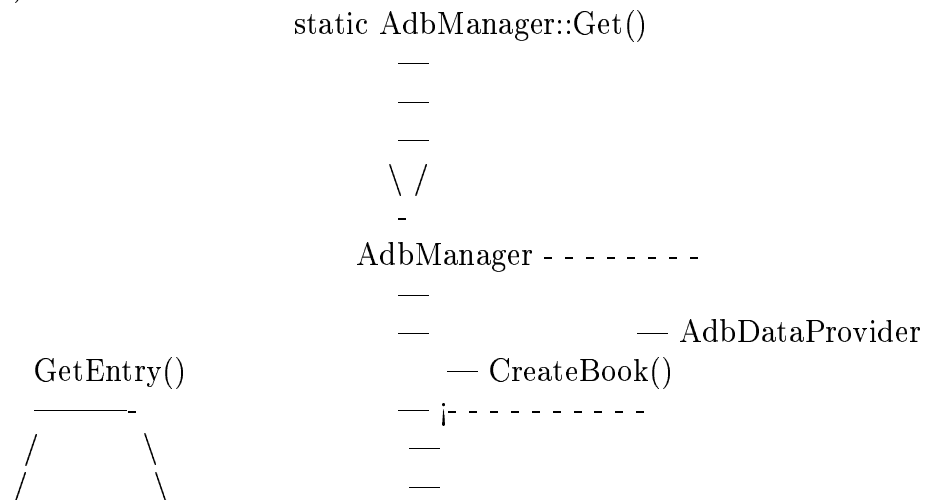 static AdbManager::Get()
—
—
—
\ /
-
AdbManager - - - - - - - -
—
— — AdbDataProvider
GetEntry() — CreateBook()
———- — ¡- - - - - - - - - -
/ \ —
/ \ —